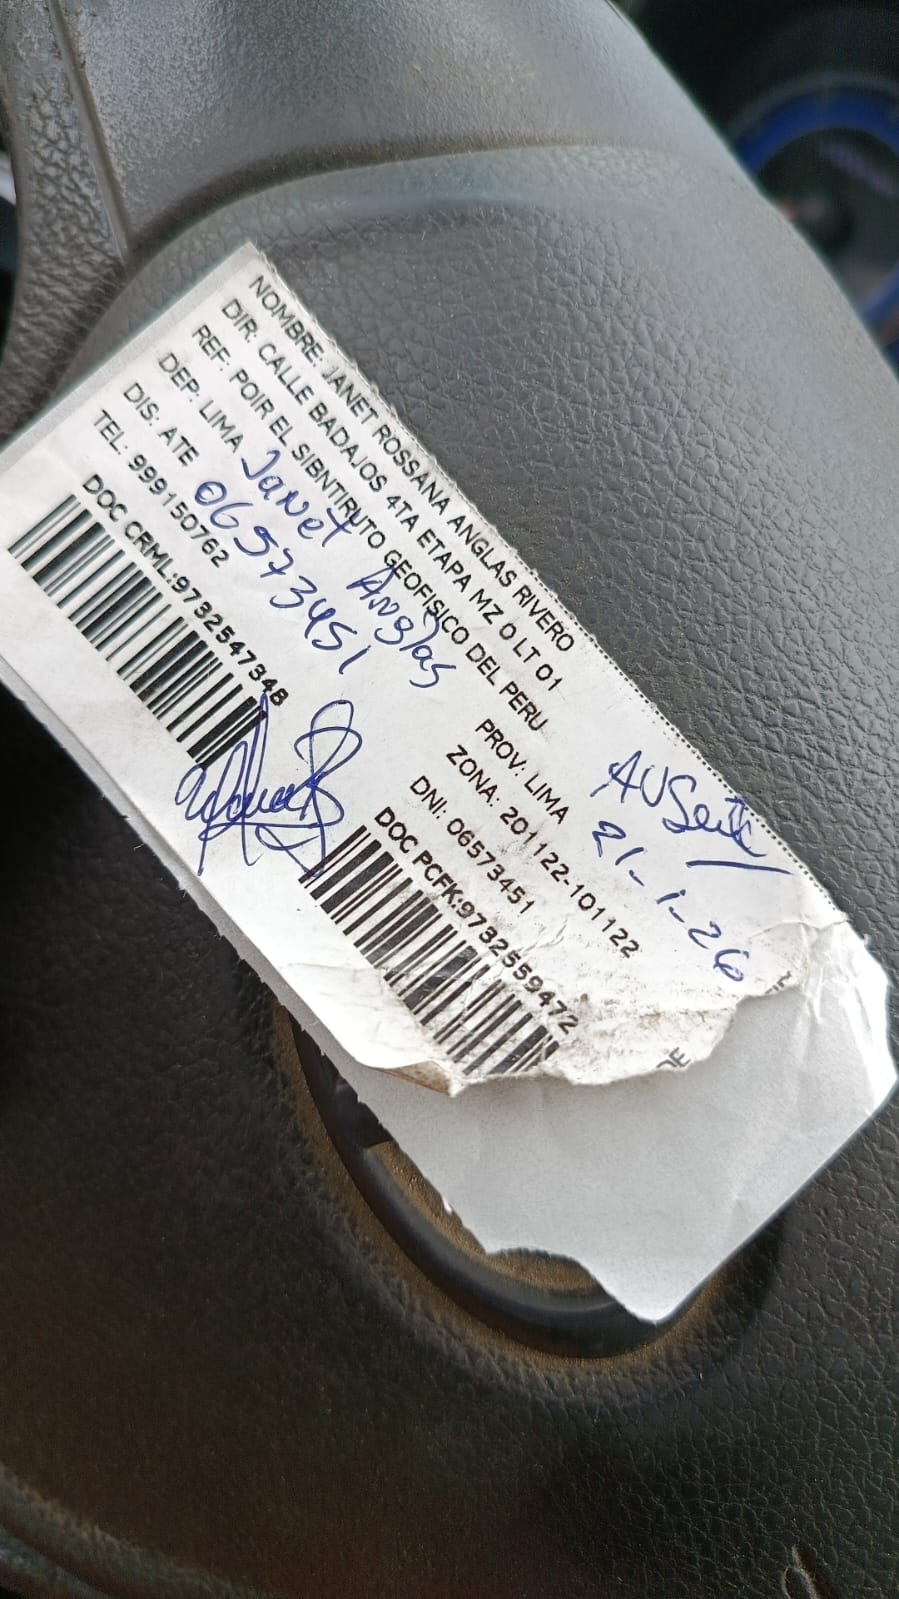 NOMBRE: JANET ROSSANA ANGLAS RIVERO
DIR: CALLE BADAJOS 4TA ETAPA MZ O LT 01
REF: POIR EL SIBNTIRUTO GEOFISICO DEL PERU
DEP: LIMA PROV: LIMA
DIS: ATE ZONA: 201122-101122
TEL: 999150762 DNI: 06573451
DOC CRML:9732547348 DOC PCFK:9732559472
Janet Anglas
06573451
21-1-26